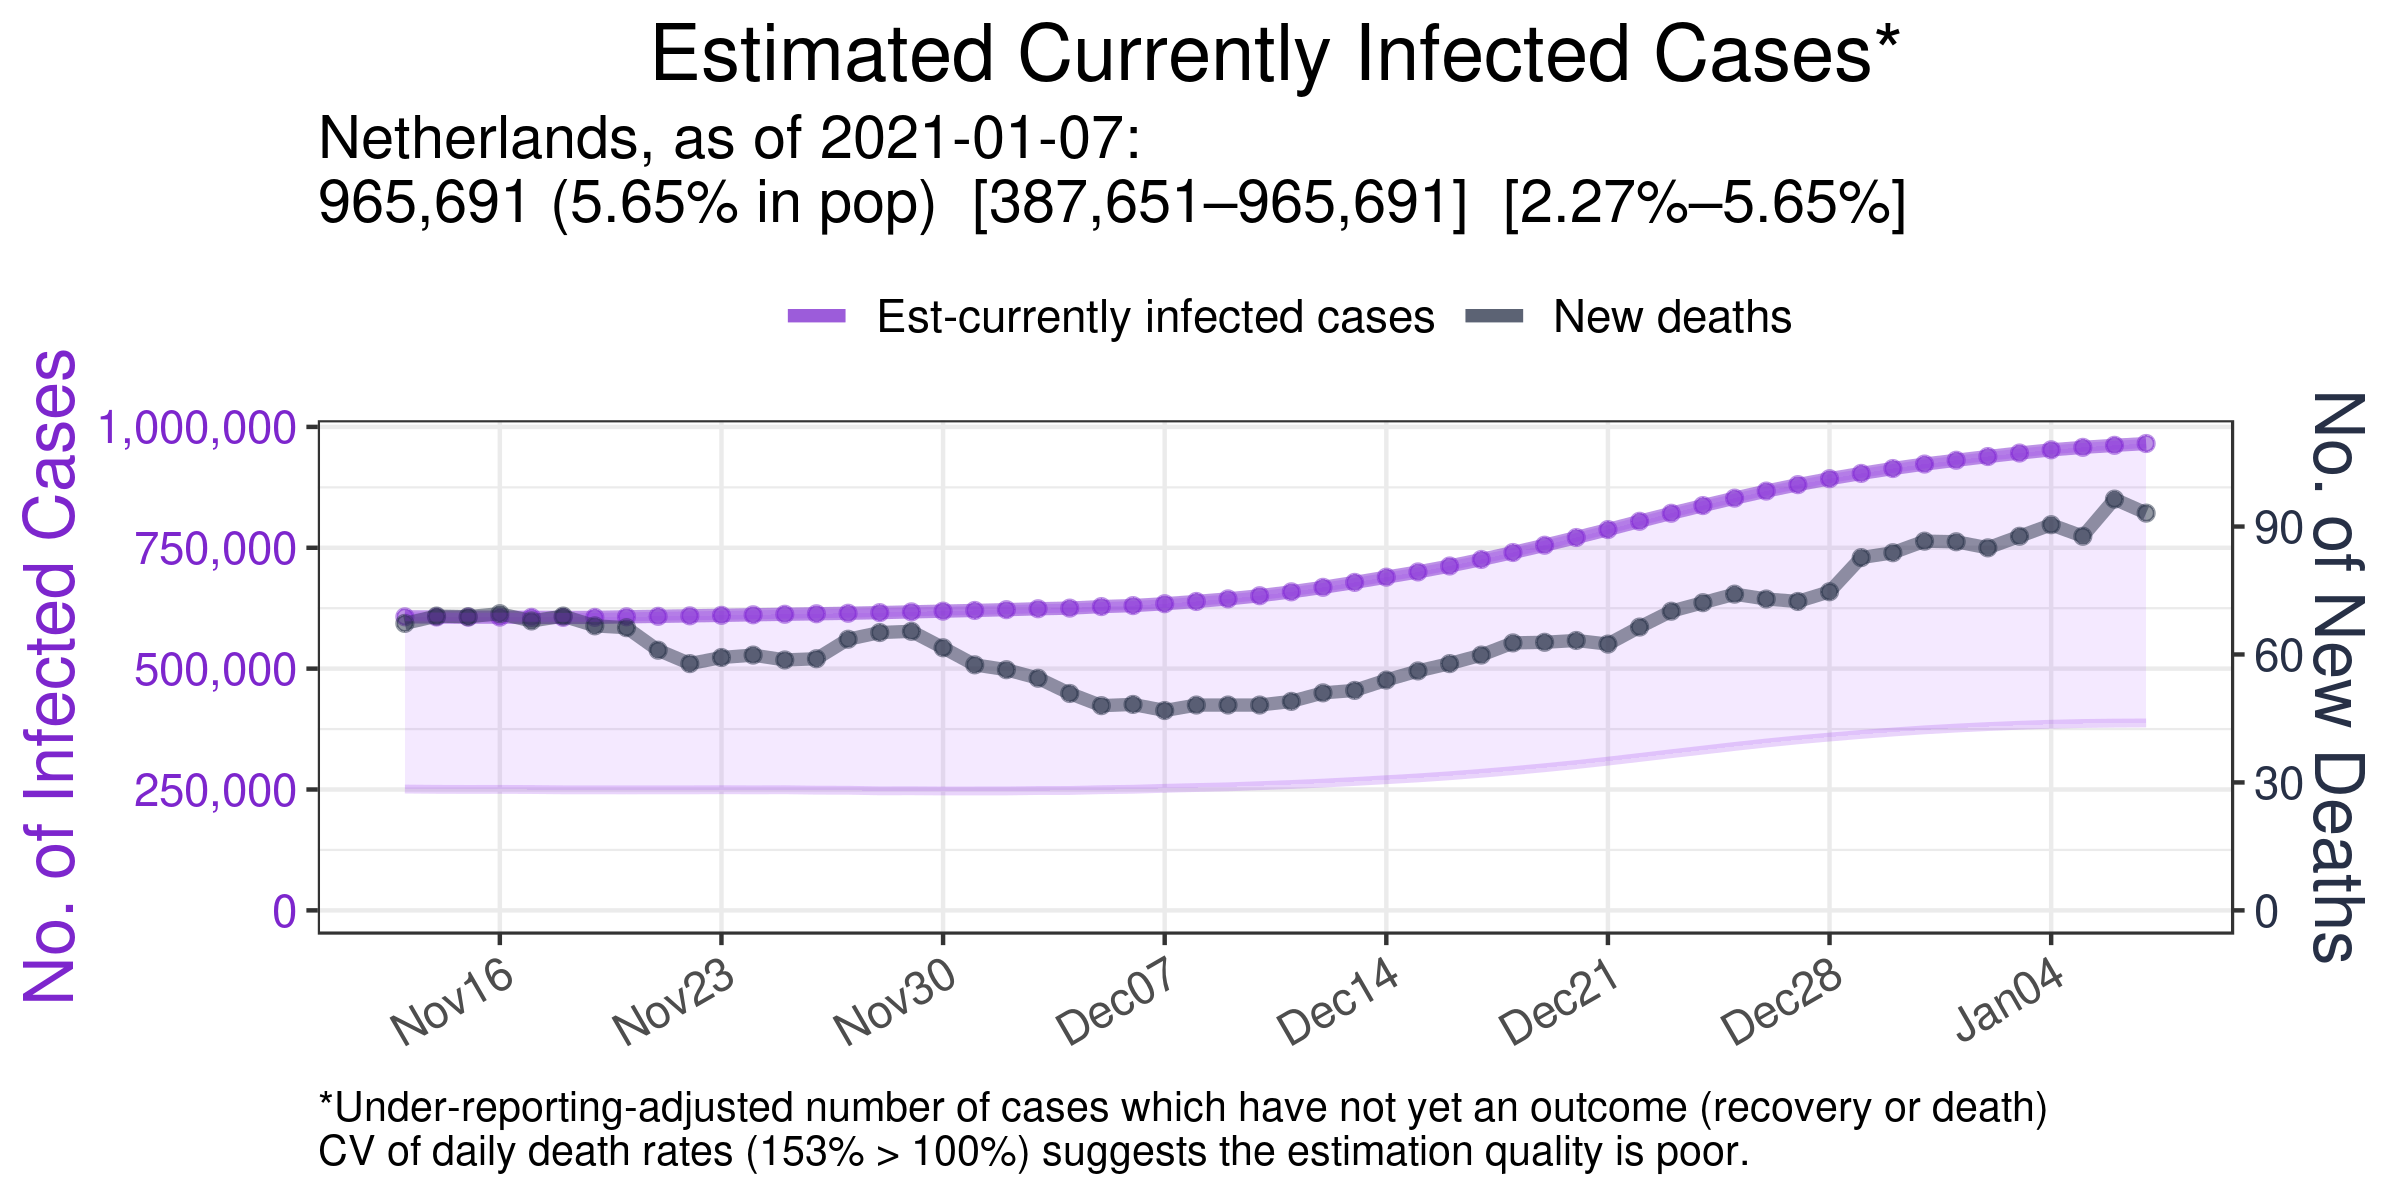 Estimated Currently Infected Cases*
Netherlands, as of 2021-01-07:
965,691 (5.65% in pop)  [387,651–965,691]  [2.27%–5.65%]
Est-currently infected cases
New deaths
No. of Infected Cases
1,000,000
750,000
500,000
250,000
0
90
60
30
0
No. of New Deaths
Nov16
Nov23
Nov30
Dec07
Dec14
Dec21
Dec28
Jan04
*Under-reporting-adjusted number of cases which have not yet an outcome (recovery or death)
CV of daily death rates (153% > 100%) suggests the estimation quality is poor.